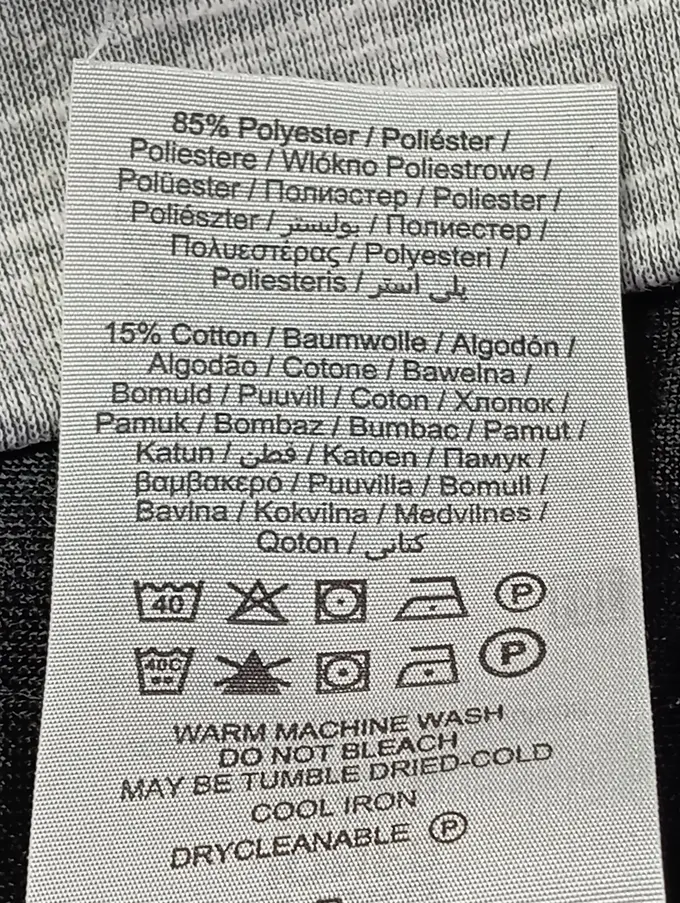 85% Polyester / Poliéster /
Poliestere / Wlókno Poliestrowe /
Polüester / Полиэстер / Poliester /
Poliészter / بوليستر / Полиестер /
Πολυεστέρας / Polyesteri /
Poliesteris / پلی استر
15% Cotton / Baumwolle / Algodón /
Algodão / Cotone / Bawelna /
Bomuld / Puuvill / Coton / Хлопок /
Pamuk / Bombaz / Bumbac / Pamut /
Katun / قطن / Katoen / Памук /
βαμβακερό / Puuvilla / Bomull /
Bavlna / Kokvilna / Medvilnes /
Qoton / كتانى
40 P
40C P
WARM MACHINE WASH
DO NOT BLEACH
MAY BE TUMBLE DRIED-COLD
COOL IRON
DRYCLEANABLE P